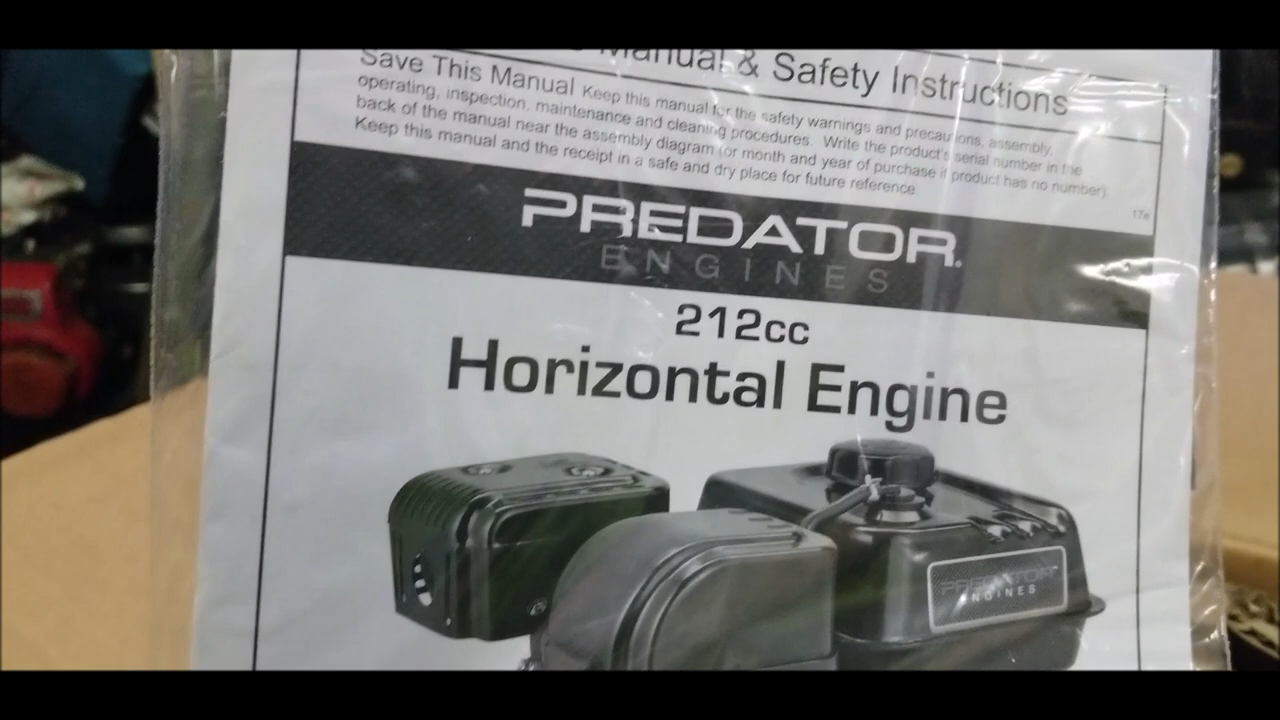 Manual & Safety Instructions
Save This Manual Keep this manual for the safety warnings and precautions, assembly,
operating, inspection, maintenance and cleaning procedures. Write the product's serial number in the
back of the manual near the assembly diagram (or month and year of purchase if product has no number).
Keep this manual and the receipt in a safe and dry place for future reference.
17e
PREDATOR
ENGINES
212cc
Horizontal Engine
PREDATOR
ENGINES